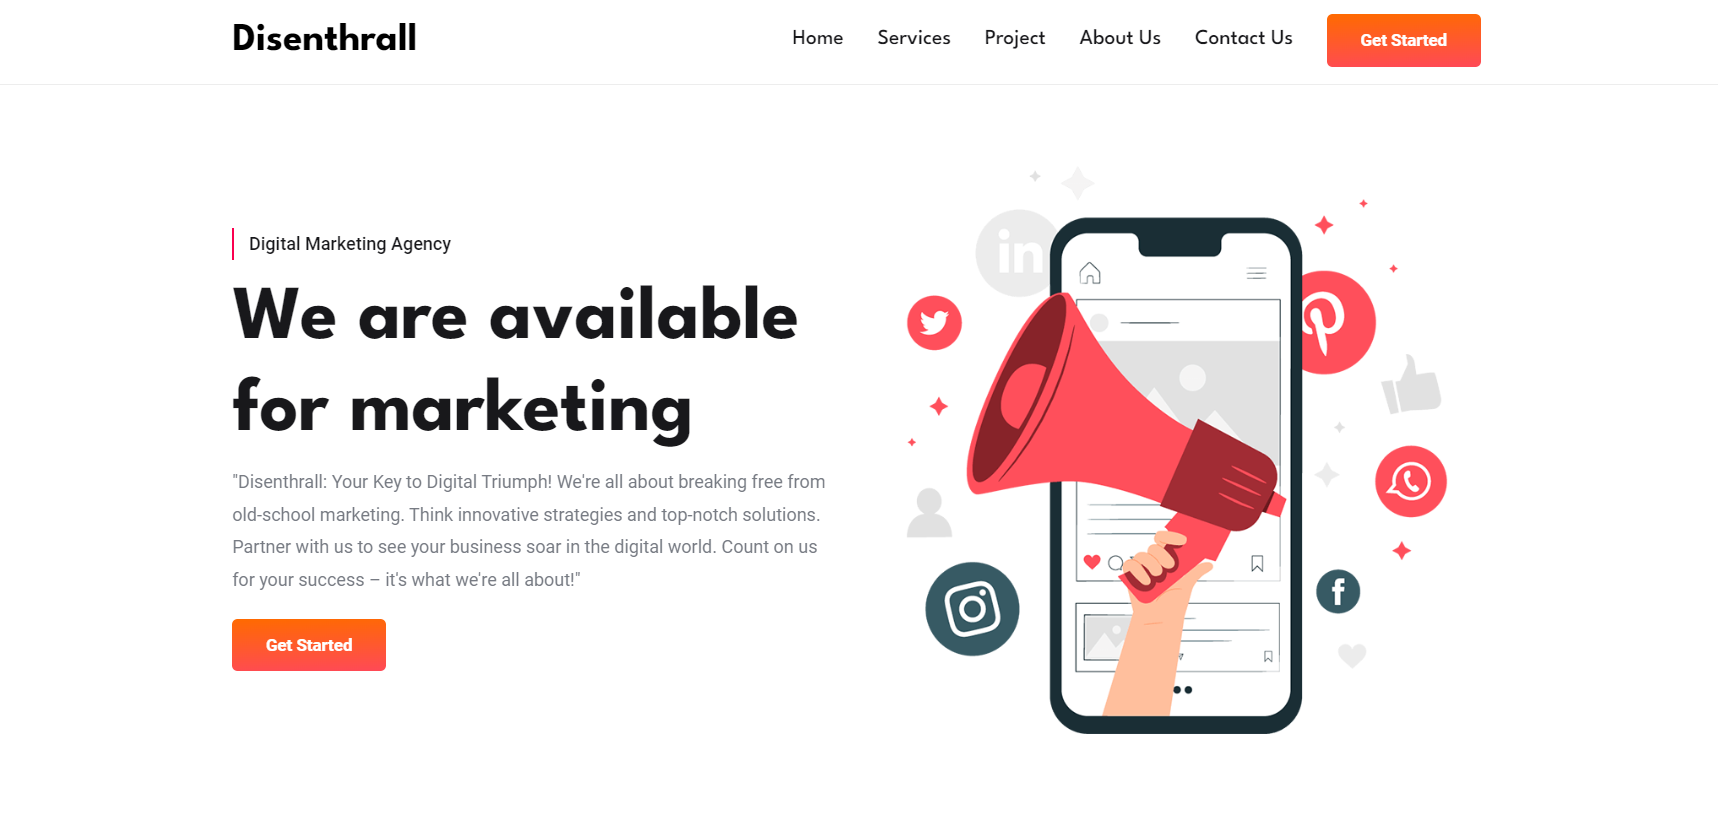 Disenthrall
Home Services Project About Us Contact Us Get Started
Digital Marketing Agency
We are available
for marketing
"Disenthrall: Your Key to Digital Triumph! We're all about breaking free from
old-school marketing. Think innovative strategies and top-notch solutions.
Partner with us to see your business soar in the digital world. Count on us
for your success – it's what we're all about!"
Get Started
in